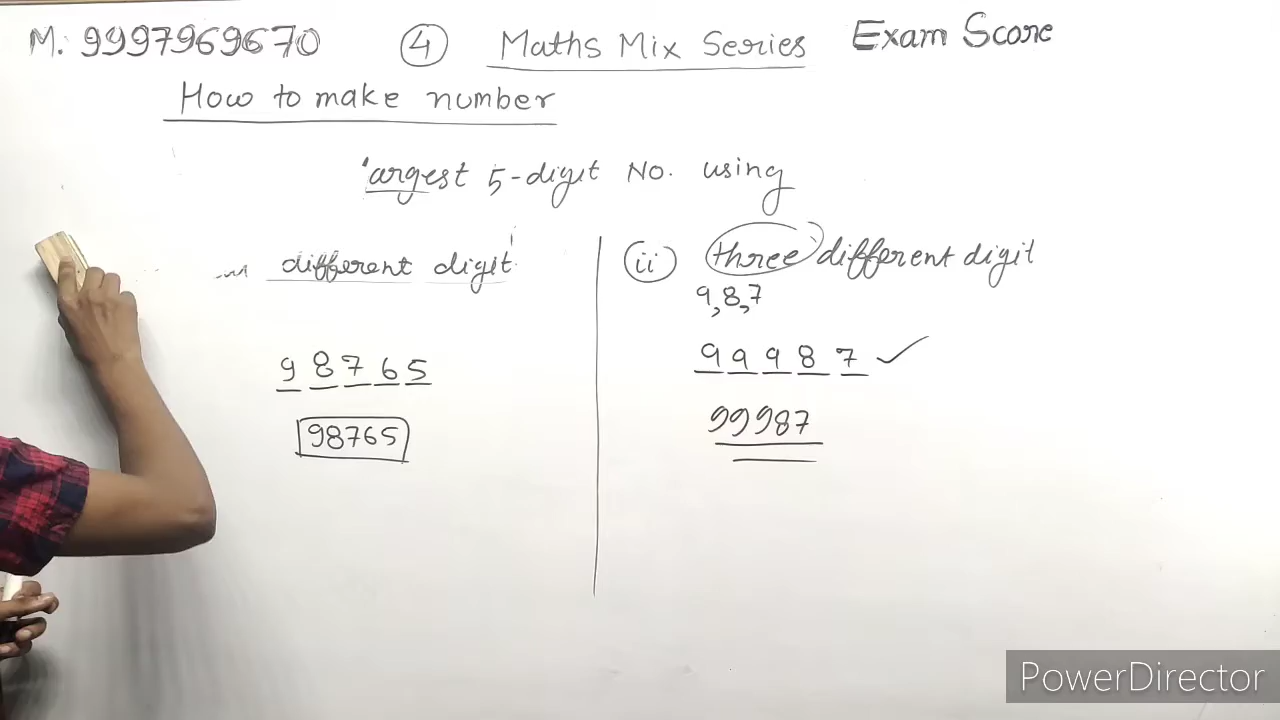 M. 9997969670 ④ Maths Mix Series Exam Score
How to make number
argest 5-digit No. using
different digit
ii three different digit
9,8,7
9 8 7 6 5
9 9 9 8 7 ✓
98765
99987
PowerDirector